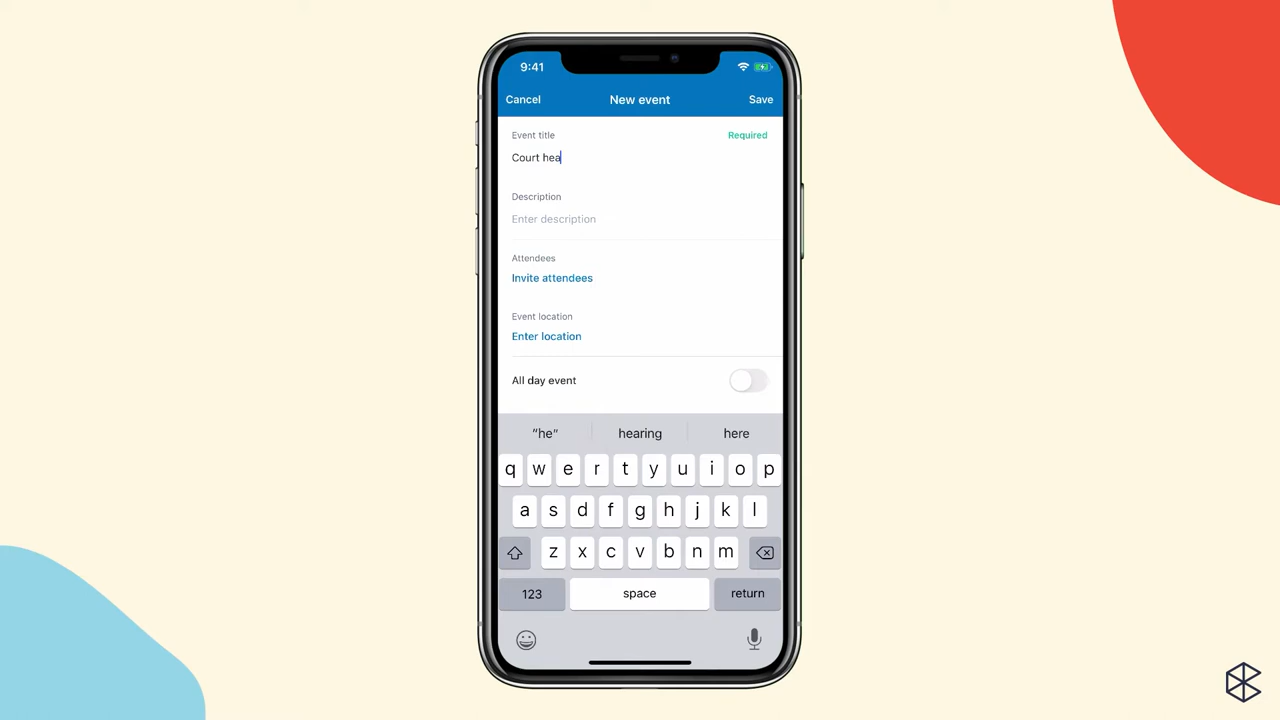 9:41
Cancel New event Save
Event title Required
Court hea
Description
Enter description
Attendees
Invite attendees
Event location
Enter location
All day event
“he” hearing here
q w e r t y u i o p
a s d f g h j k l
z x c v b n m
123 space return